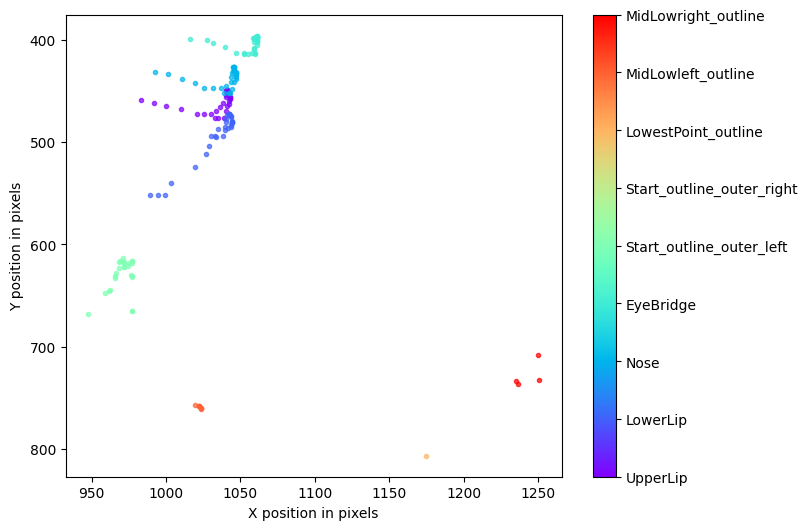 400
500
600
700
800
Y position in pixels
950
1000
1050
1100
1150
1200
1250
X position in pixels
MidLowright_outline
MidLowleft_outline
LowestPoint_outline
Start_outline_outer_right
Start_outline_outer_left
EyeBridge
Nose
LowerLip
UpperLip